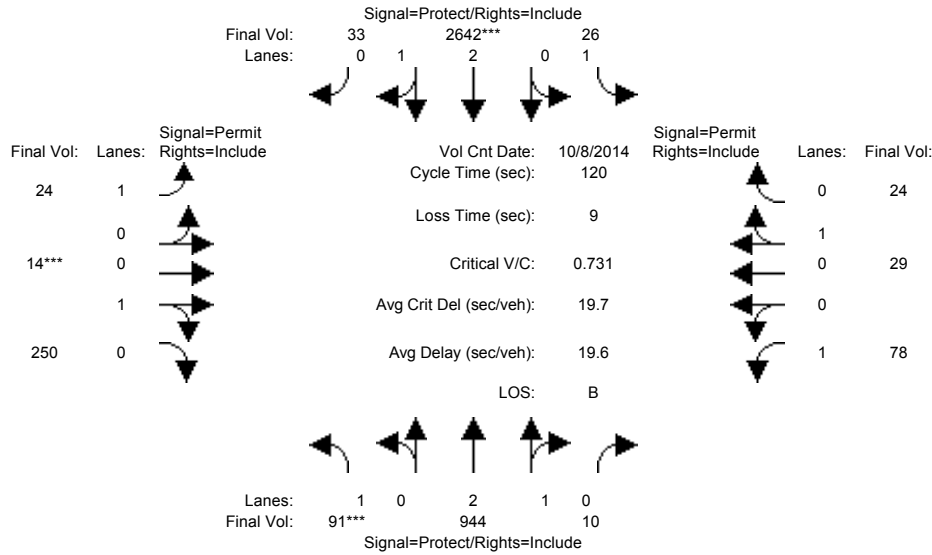 Signal=Protect/Rights=Include
Final Vol: 33 2642*** 26
Lanes: 0 1 2 0 1
Signal=Permit Signal=Permit
Final Vol: Lanes: Rights=Include Vol Cnt Date: 10/8/2014 Rights=Include Lanes: Final Vol:
Cycle Time (sec): 120
24 1 0 24
Loss Time (sec): 9
0 1
14*** 0 Critical V/C: 0.731 0 29
1 Avg Crit Del (sec/veh): 19.7 0
250 0 Avg Delay (sec/veh): 19.6 1 78
LOS: B
Lanes: 1 0 2 1 0
Final Vol: 91*** 944 10
Signal=Protect/Rights=Include